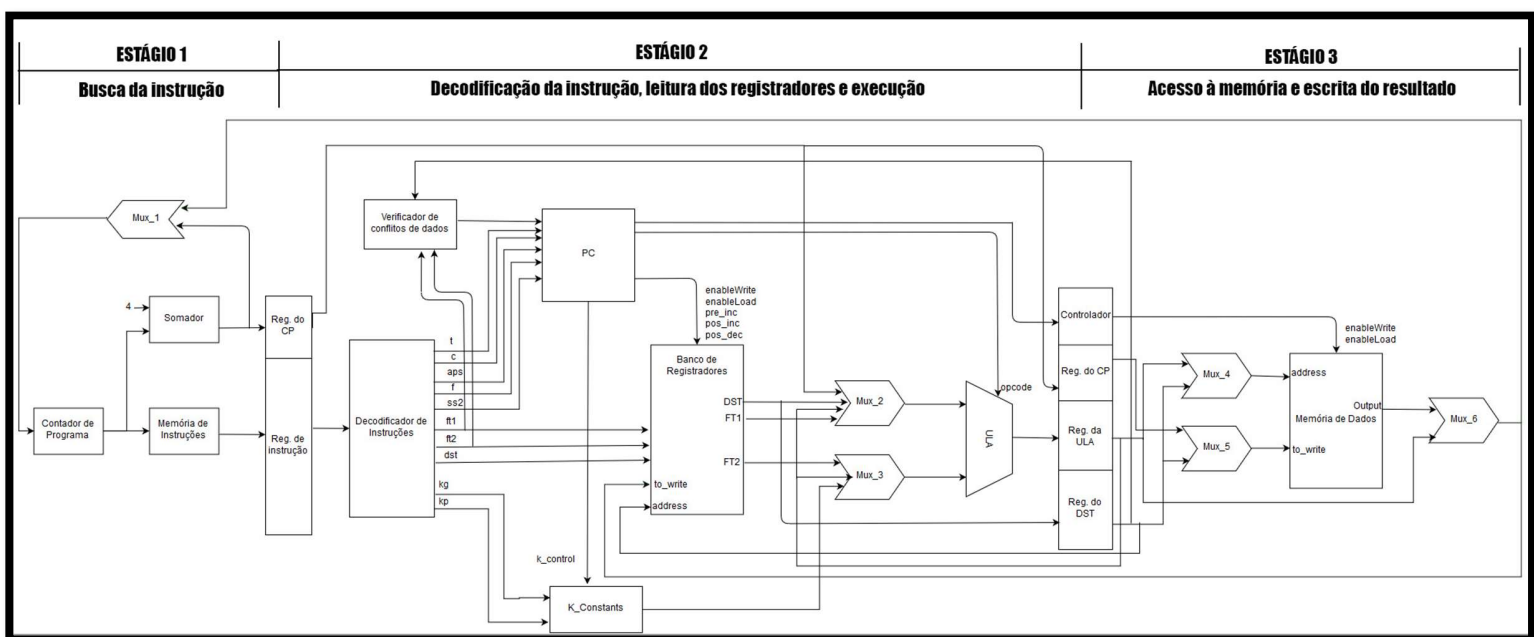 ESTÁGIO 1
ESTÁGIO 2
ESTÁGIO 3
Busca da instrução
Decodificação da instrução, leitura dos registradores e execução
Acesso à memória e escrita do resultado
Mux_1
4
Somador
Contador de
Programa
Memória de
Instruções
Reg. do
CP
Reg. de
instrução
Verificador de
conflitos de dados
PC
Decodificador de
Instruções
t
c
aps
f
ss2
ft1
ft2
dst
kg
kp
enableWrite
enableLoad
pre_inc
pos_inc
pos_dec
Banco de
Registradores
DST
FT1
FT2
to_write
address
k_control
K_Constants
Mux_2
Mux_3
opcode
ULA
Controlador
Reg. do
CP
Reg. da
ULA
Reg. do
DST
Mux_4
Mux_5
enableWrite
enableLoad
address
Output
Memória de Dados
to_write
Mux_6